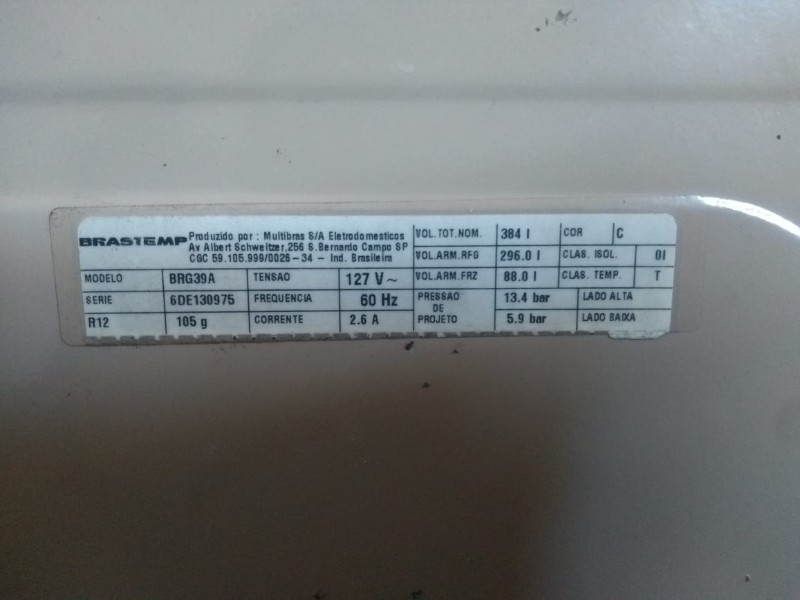 BRASTEMP
Produzido por : Multibras S/A Eletrodomesticos
Av Albert Schweitzer,256 S.Bernardo Campo SP
CGC 59.105.999/0026-34 - Ind. Brasileira
MODELO BRG39A TENSAO 127 V~
SERIE 6DE130975 FREQUENCIA 60 Hz
R12 105 g CORRENTE 2.6 A
VOL.TOT.NOM. 384 l COR C
VOL.ARM.RFG 296.0 l CLAS. ISOL. 01
VOL.ARM.FRZ 88.0 l CLAS. TEMP. T
PRESSAO DE PROJETO 13.4 bar LADO ALTA
5.9 bar LADO BAIXA